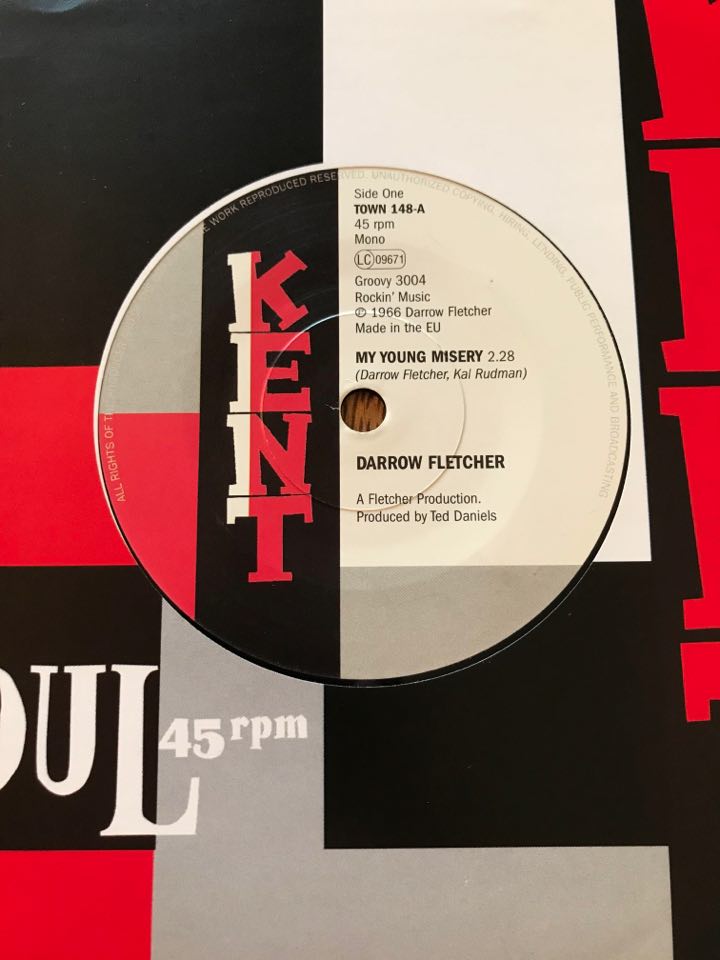 Side One
TOWN 148-A
45 rpm
Mono
LC 09671
Groovy 3004
Rockin' Music
℗ 1966 Darrow Fletcher
Made in the EU
MY YOUNG MISERY 2.28
(Darrow Fletcher, Kal Rudman)
DARROW FLETCHER
A Fletcher Production.
Produced by Ted Daniels
KENT
ALL RIGHTS OF T
E WORK REPRODUCED RESERVED. UNAUTHORIZED COPYING, HIRING, LENDING, PUBLIC PERFORMANCE AND BROADCASTING
OUL
45 rpm